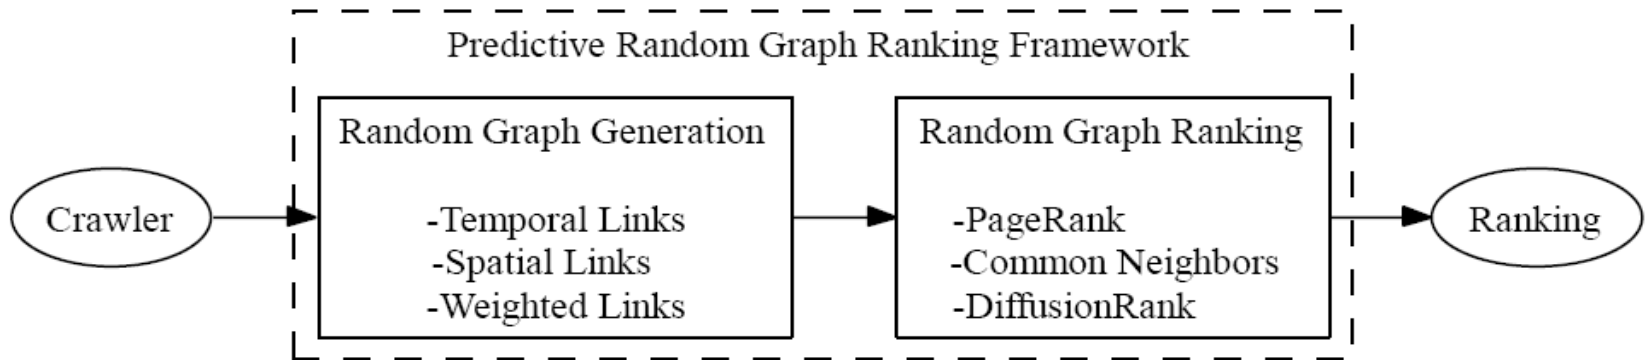 Predictive Random Graph Ranking Framework
Crawler
Random Graph Generation
-Temporal Links
-Spatial Links
-Weighted Links
Random Graph Ranking
-PageRank
-Common Neighbors
-DiffusionRank
Ranking